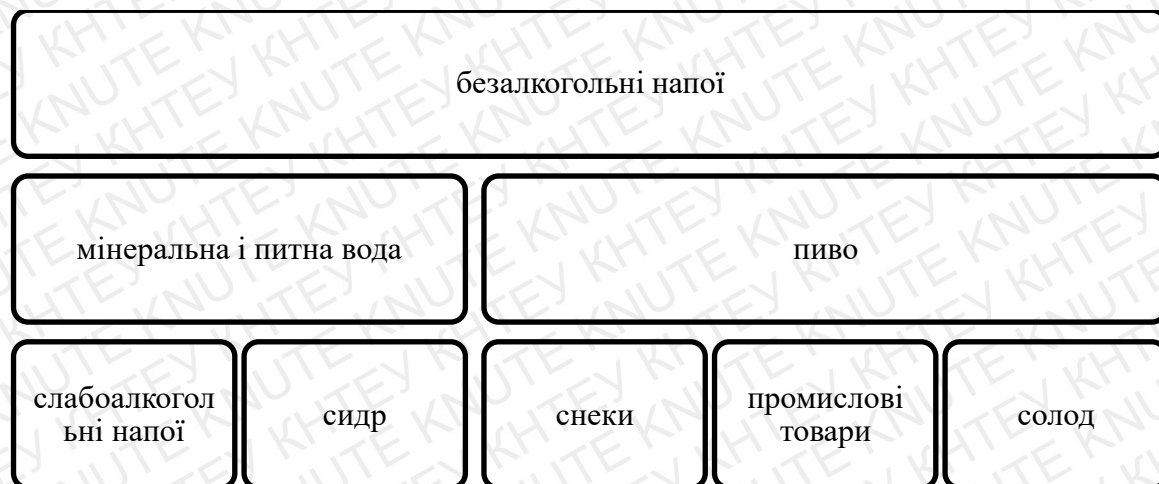 безалкогольні напої
мінеральна і питна вода
пиво
слабоалкогол
ьні напої
сидр
снеки
промислові
товари
солод